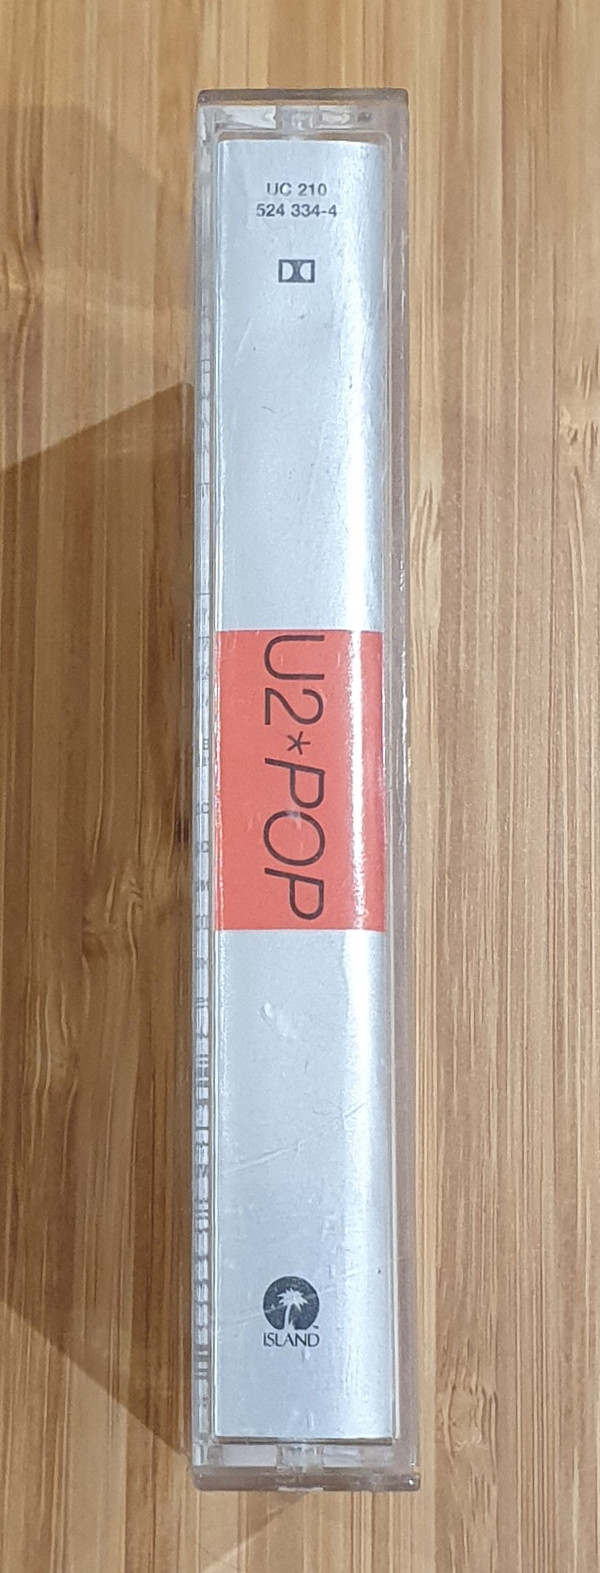 UC 210
524 334-4
U2*POP
ISLAND